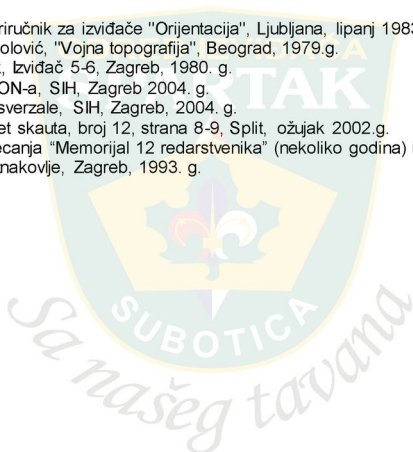 riručnik za izviđače "Orijentacija", Ljubljana, lipanj 1983
olović, "Vojna topografija", Beograd, 1979.g.
, Izviđač 5-6, Zagreb, 1980. g.
ON-a, SIH, Zagreb 2004. g.
sverzale, SIH, Zagreb, 2004. g.
et skauta, broj 12, strana 8-9, Split, ožujak 2002.g.
ecanja “Memorijal 12 redarstvenika” (nekoliko godina) i
nakovlje, Zagreb, 1993. g.
SUBOTICA
Sa našeg tavana